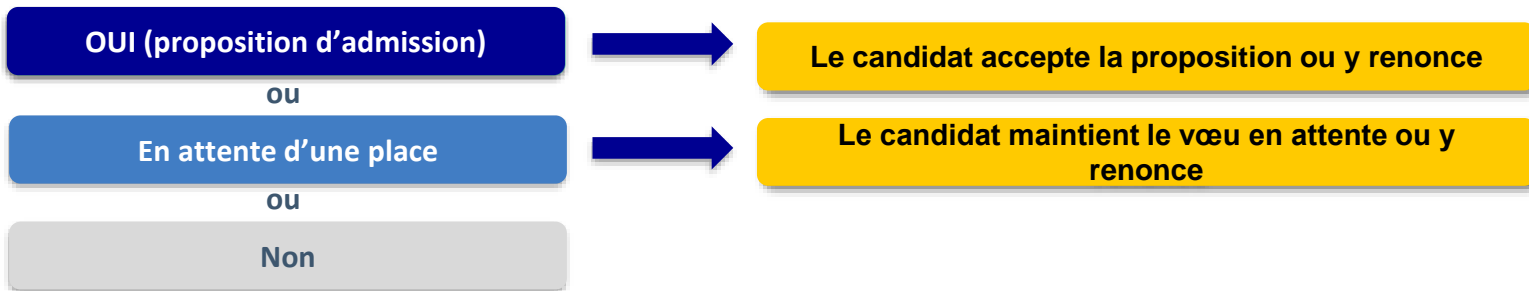 OUI (proposition d’admission)
Le candidat accepte la proposition ou y renonce
ou
En attente d’une place
Le candidat maintient le vœu en attente ou y
renonce
ou
Non